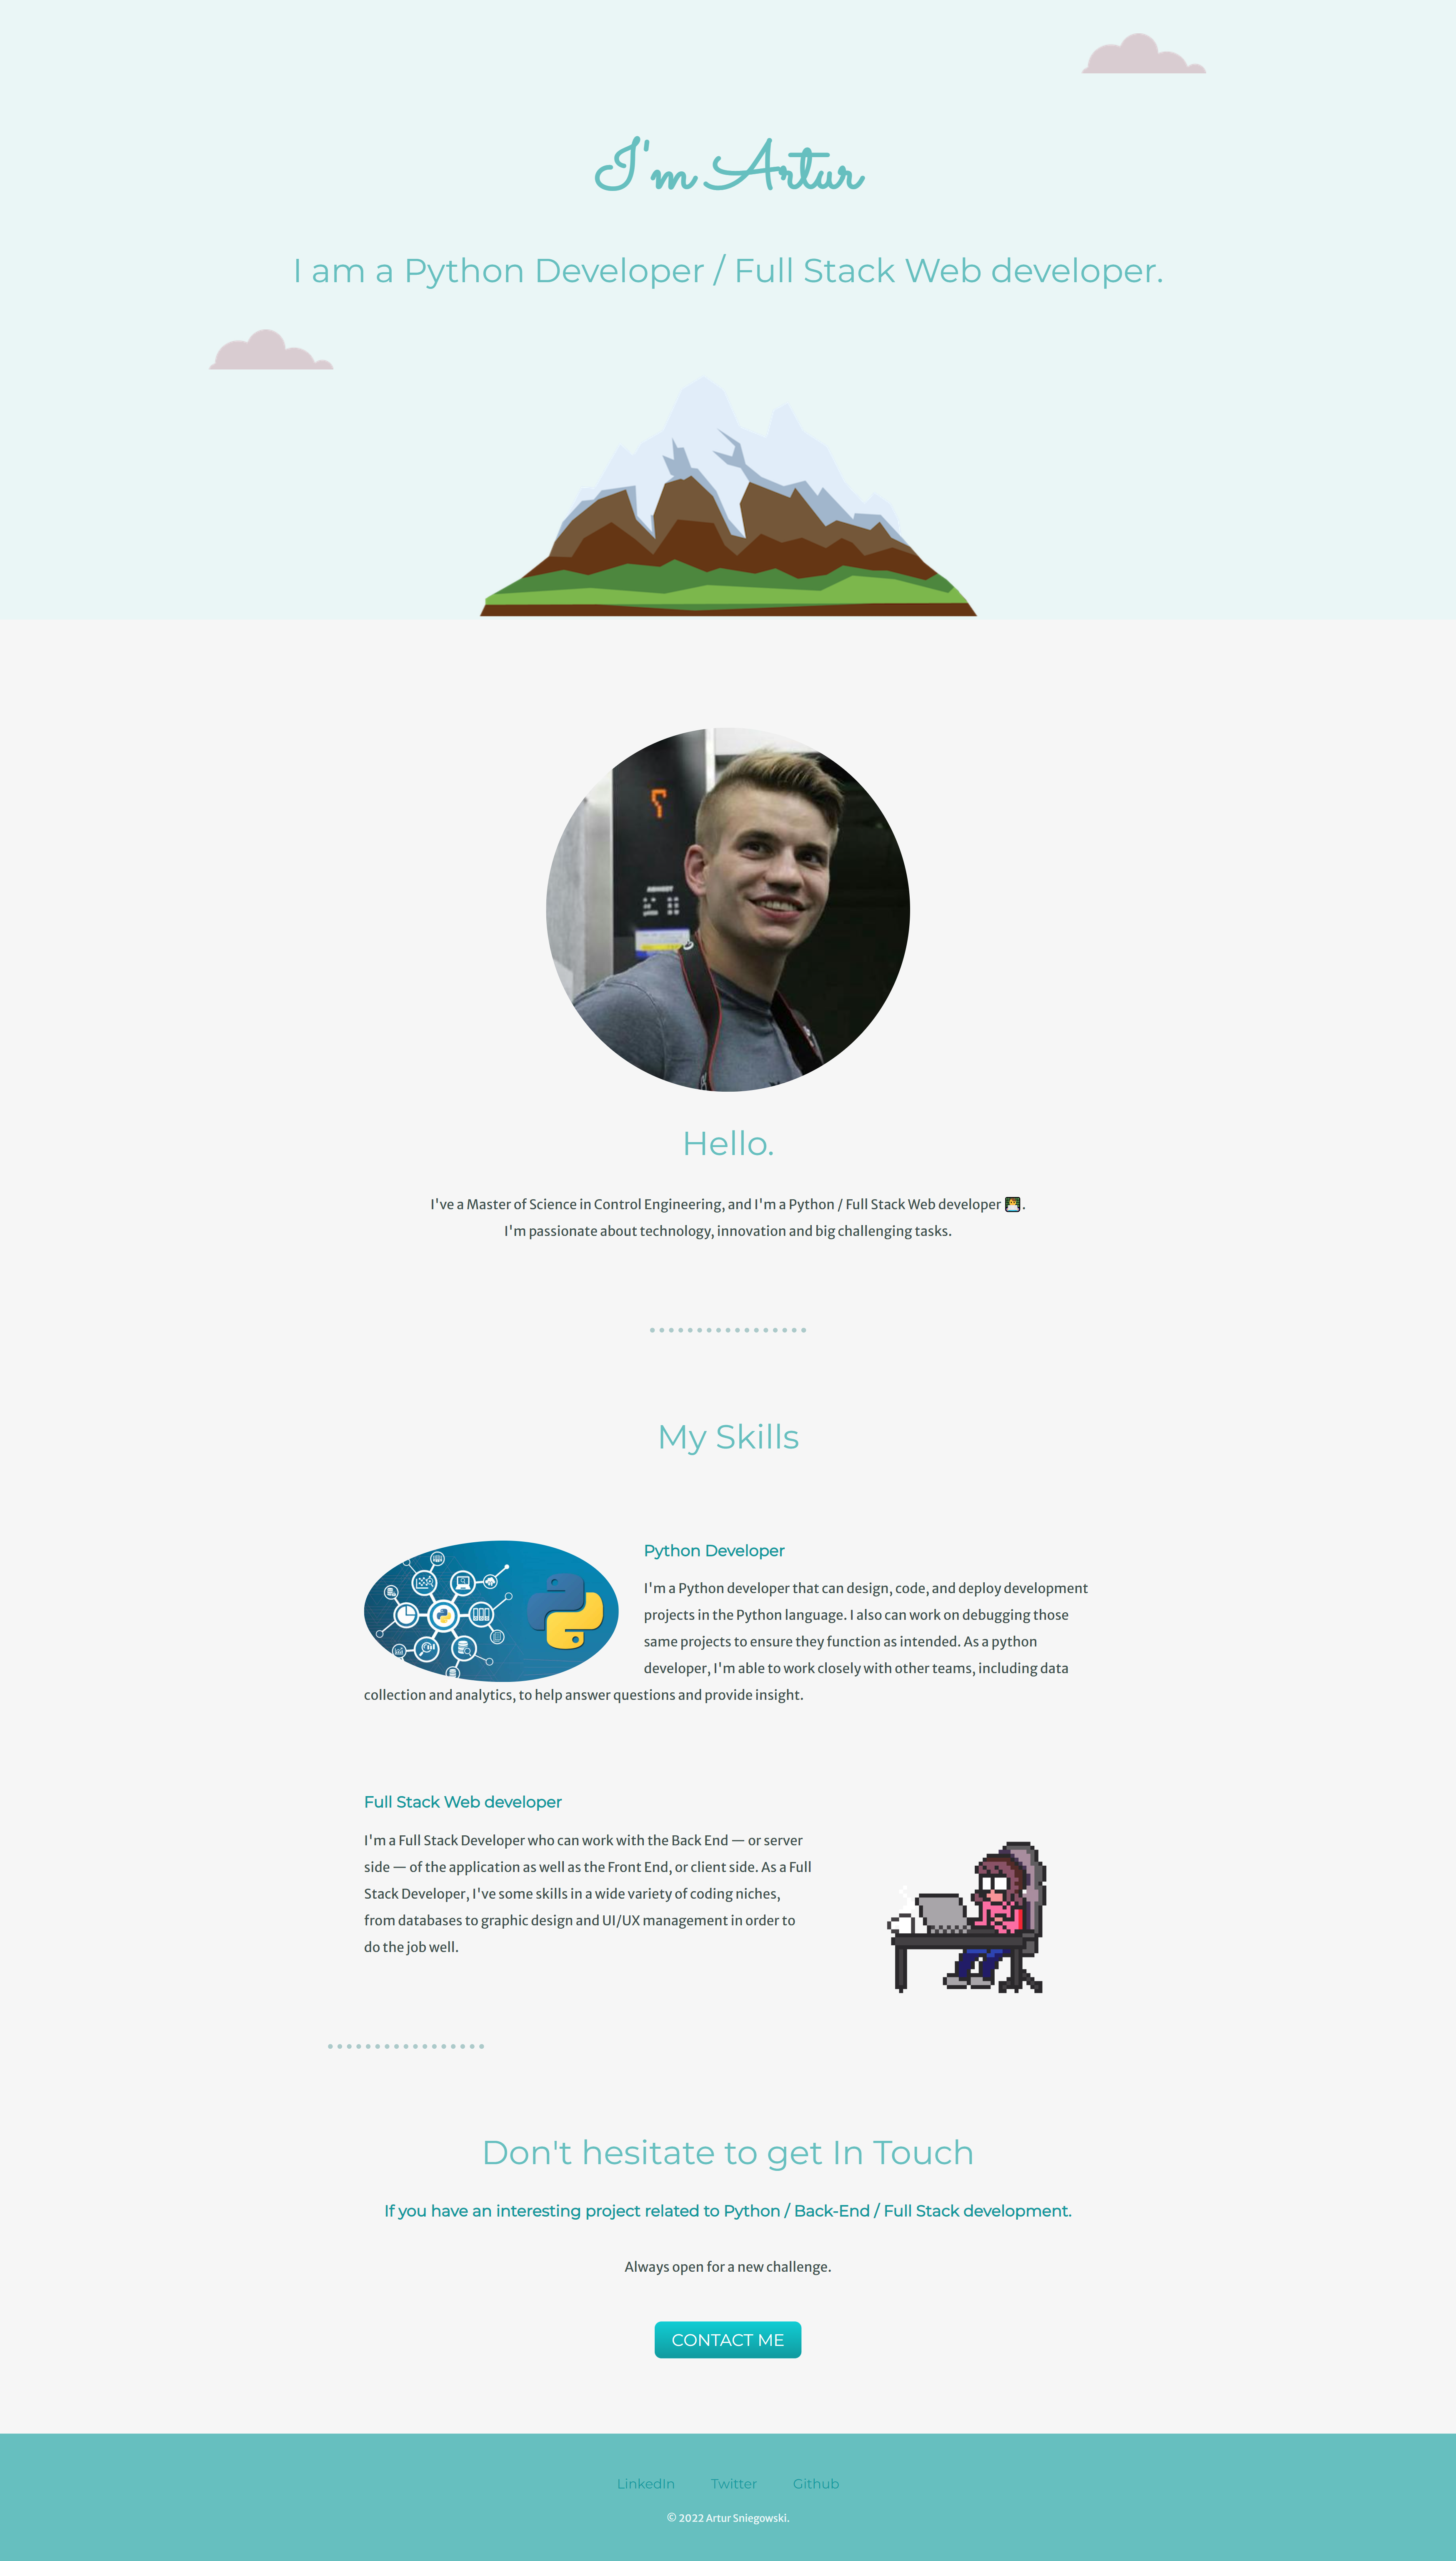 I'm Artur
I am a Python Developer / Full Stack Web developer.
Hello.
I've a Master of Science in Control Engineering, and I'm a Python / Full Stack Web developer 👨‍💻.
I'm passionate about technology, innovation and big challenging tasks.
My Skills
Python Developer
I'm a Python developer that can design, code, and deploy development
projects in the Python language. I also can work on debugging those
same projects to ensure they function as intended. As a python
developer, I'm able to work closely with other teams, including data
collection and analytics, to help answer questions and provide insight.
Full Stack Web developer
I'm a Full Stack Developer who can work with the Back End — or server
side — of the application as well as the Front End, or client side. As a Full
Stack Developer, I've some skills in a wide variety of coding niches,
from databases to graphic design and UI/UX management in order to
do the job well.
Don't hesitate to get In Touch
If you have an interesting project related to Python / Back-End / Full Stack development.
Always open for a new challenge.
CONTACT ME
LinkedIn Twitter Github
© 2022 Artur Sniegowski.